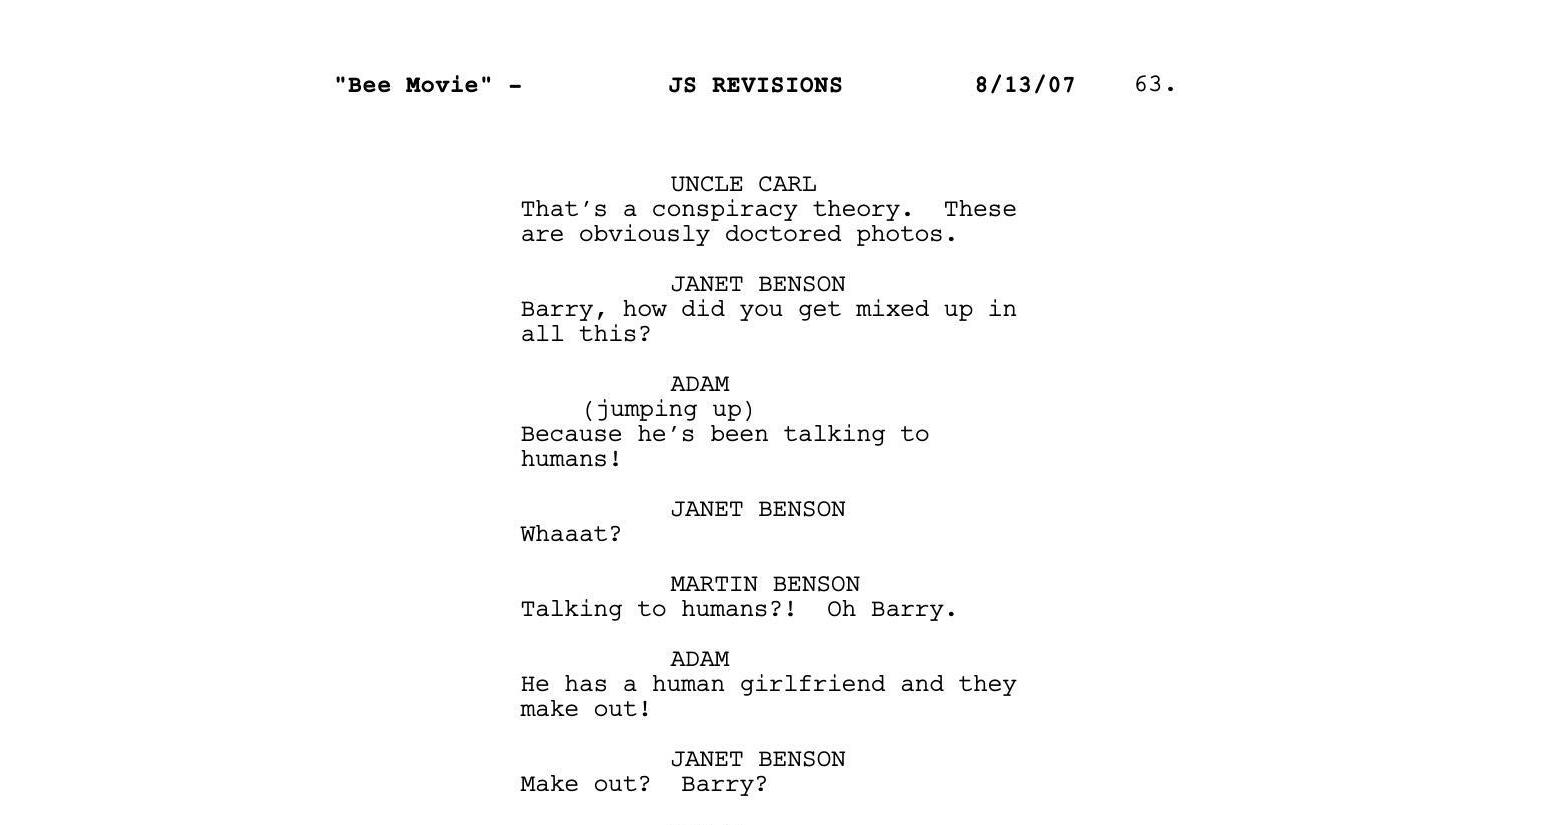 "Bee Movie" - JS REVISIONS 8/13/07 63.
UNCLE CARL
That's a conspiracy theory.  These
are obviously doctored photos.
JANET BENSON
Barry, how did you get mixed up in
all this?
ADAM
(jumping up)
Because he's been talking to
humans!
JANET BENSON
Whaaat?
MARTIN BENSON
Talking to humans?!  Oh Barry.
ADAM
He has a human girlfriend and they
make out!
JANET BENSON
Make out?  Barry?